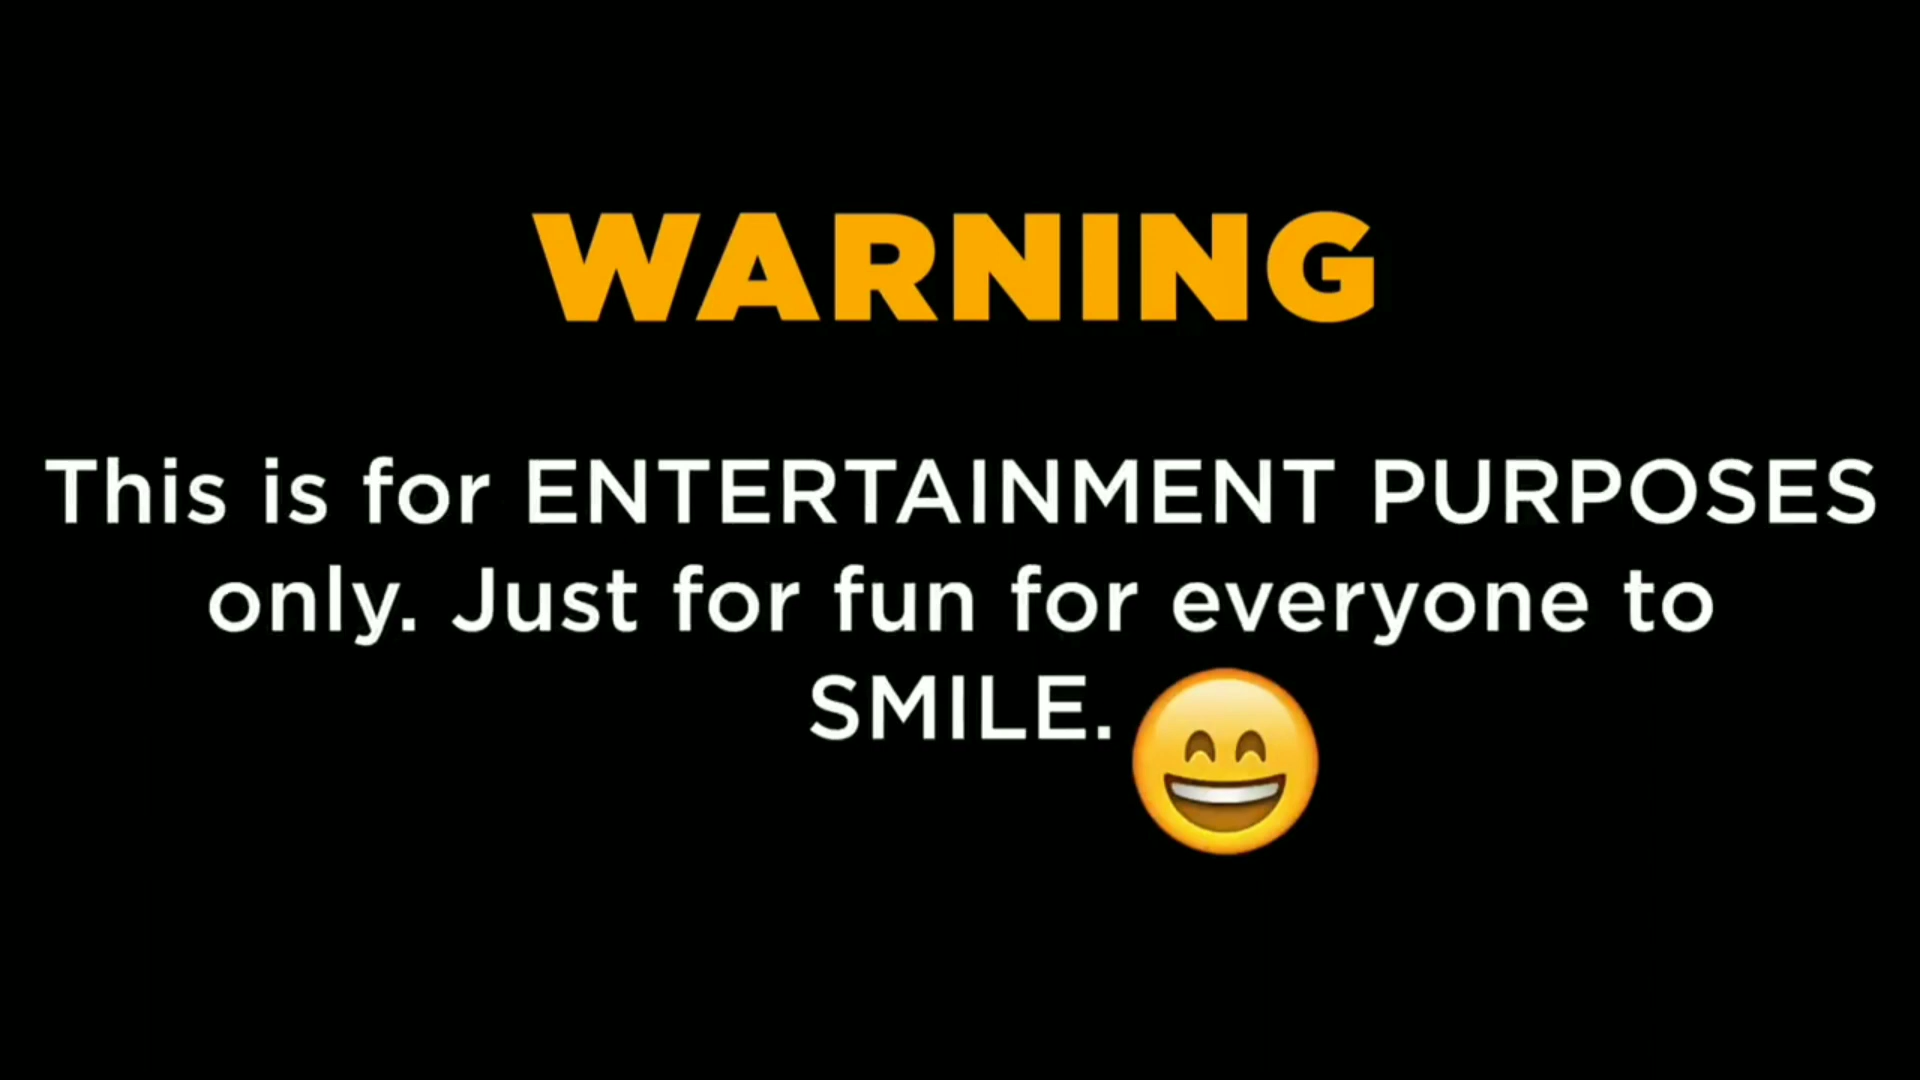 WARNING
This is for ENTERTAINMENT PURPOSES
only. Just for fun for everyone to
SMILE.